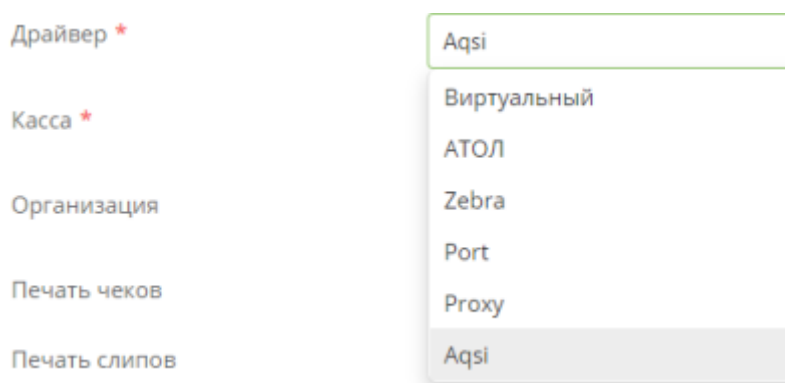 Драйвер *
Aqsi
Виртуальный
Касса *
АТОЛ
Zebra
Организация
Port
Печать чеков
Proxy
Печать слипов
Aqsi